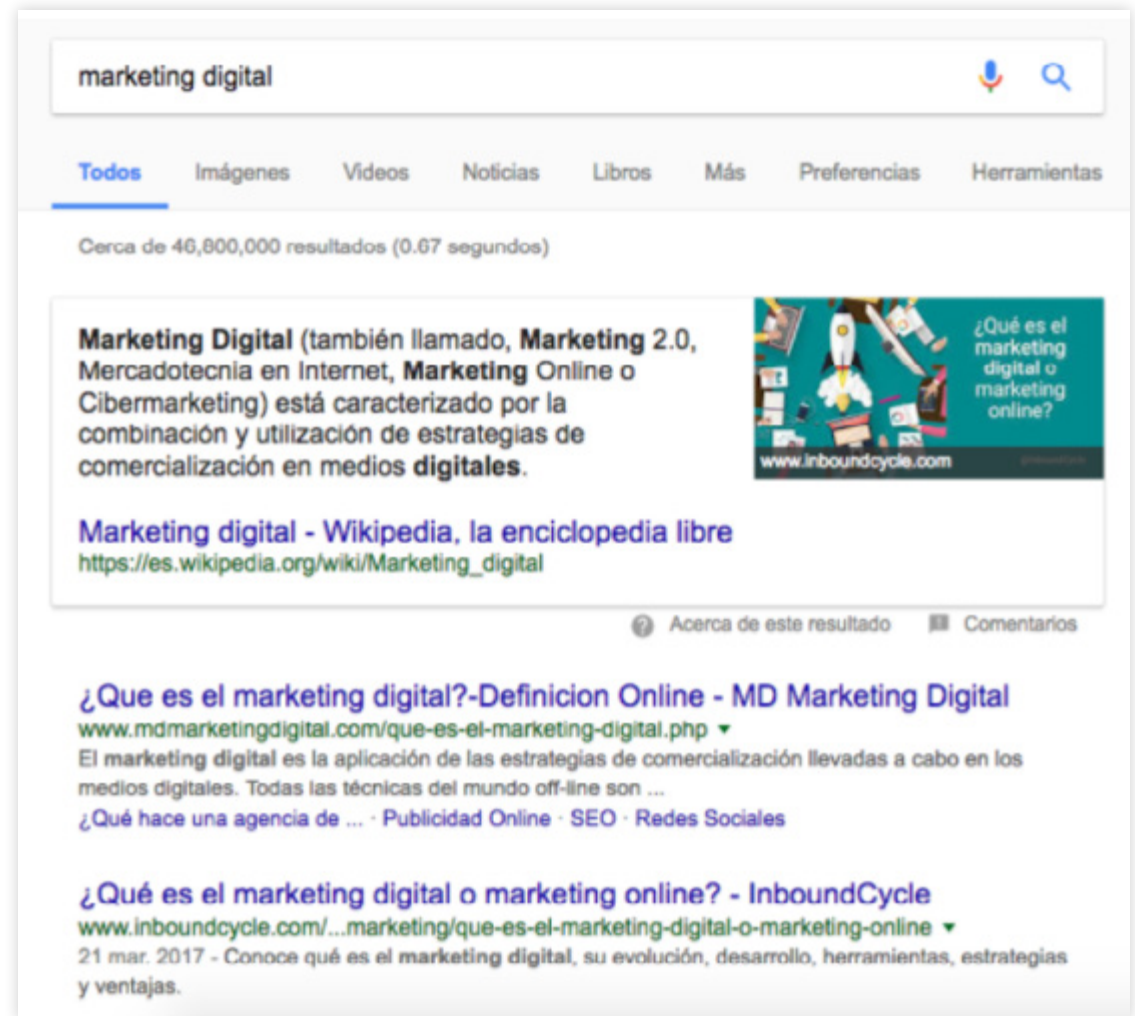 marketing digital
Todos Imágenes Videos Noticias Libros Más Preferencias Herramientas
Cerca de 46,800,000 resultados (0.67 segundos)
Marketing Digital (también llamado, Marketing 2.0,
Mercadotecnia en Internet, Marketing Online o
Cibermarketing) está caracterizado por la
combinación y utilización de estrategias de
comercialización en medios digitales.
¿Qué es el
marketing
digital o
marketing
online?
www.inboundcycle.com
Marketing digital - Wikipedia, la enciclopedia libre
https://es.wikipedia.org/wiki/Marketing_digital
Acerca de este resultado Comentarios
¿Que es el marketing digital?-Definicion Online - MD Marketing Digital
www.mdmarketingdigital.com/que-es-el-marketing-digital.php
El marketing digital es la aplicación de las estrategias de comercialización llevadas a cabo en los
medios digitales. Todas las técnicas del mundo off-line son ...
¿Qué hace una agencia de ... · Publicidad Online · SEO · Redes Sociales
¿Qué es el marketing digital o marketing online? - InboundCycle
www.inboundcycle.com/...marketing/que-es-el-marketing-digital-o-marketing-online
21 mar. 2017 - Conoce qué es el marketing digital, su evolución, desarrollo, herramientas, estrategias
y ventajas.